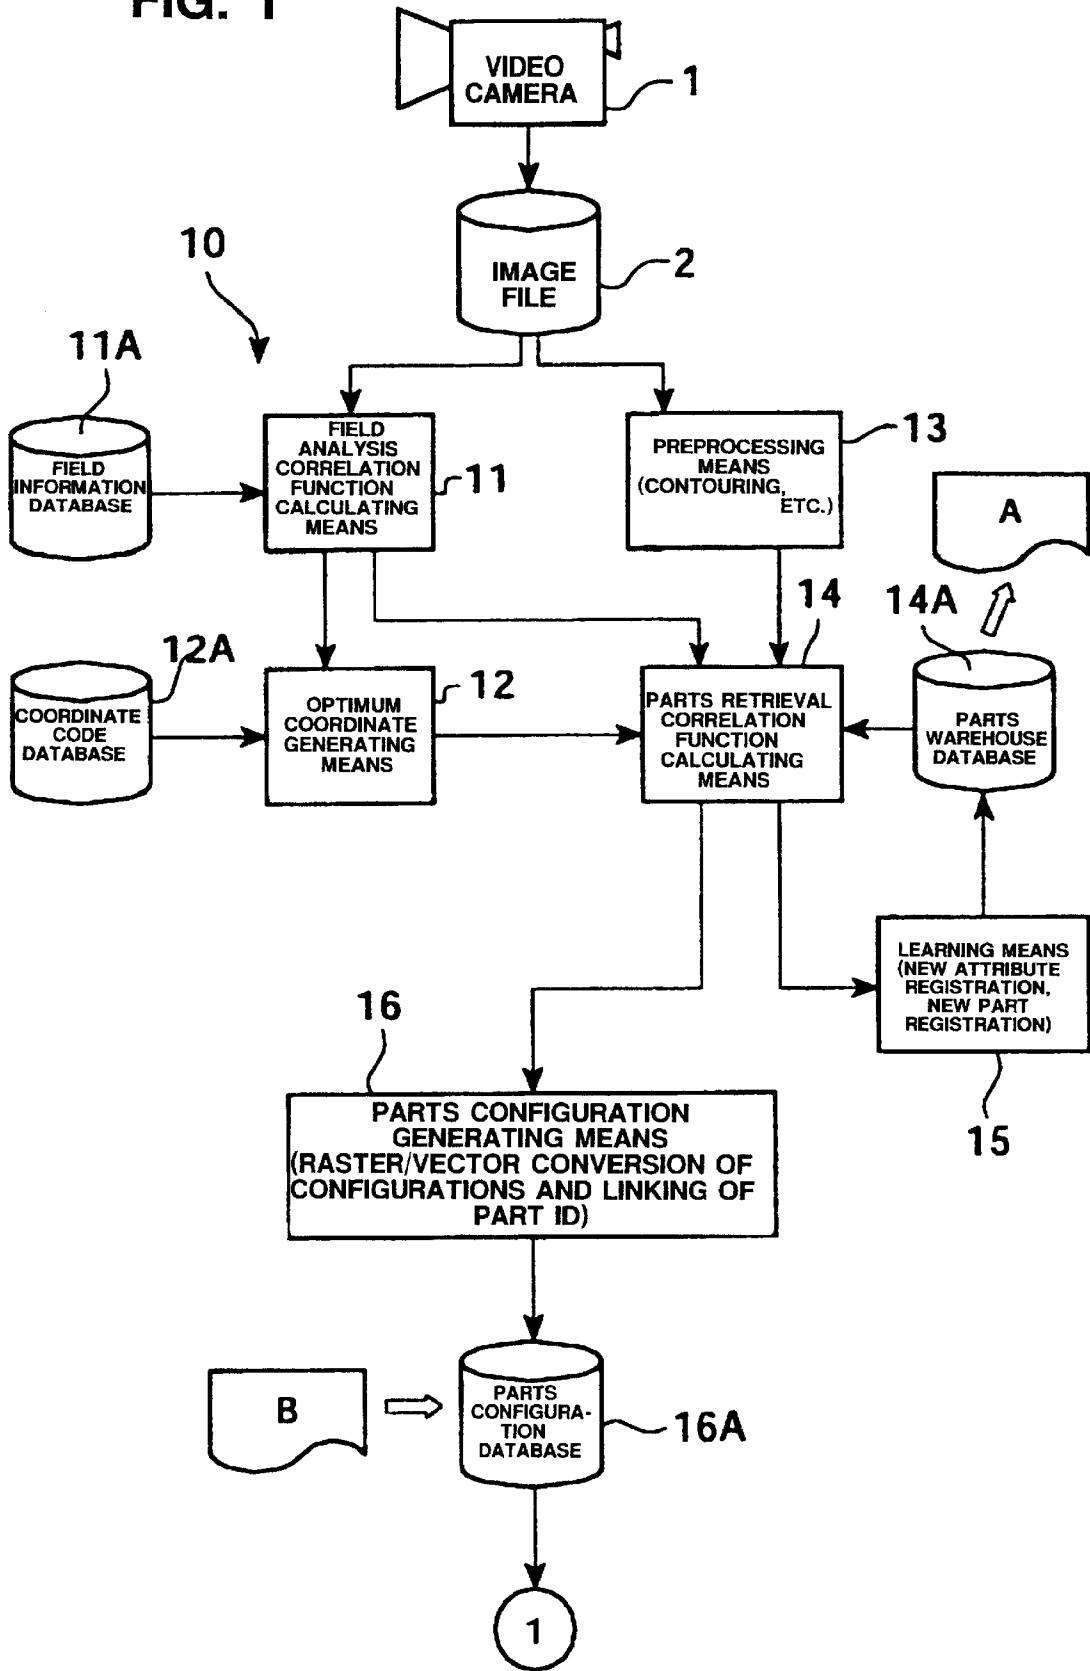 FIG. 1
VIDEO
CAMERA
1
IMAGE
FILE
2
10
11A
FIELD
INFORMATION
DATABASE
FIELD
ANALYSIS
CORRELATION
FUNCTION
CALCULATING
MEANS
11
PREPROCESSING
MEANS
(CONTOURING,
ETC.)
13
A
14
14A
12A
COORDINATE
CODE
DATABASE
OPTIMUM
COORDINATE
GENERATING
MEANS
12
PARTS RETRIEVAL
CORRELATION
FUNCTION
CALCULATING
MEANS
PARTS
WAREHOUSE
DATABASE
LEARNING MEANS
(NEW ATTRIBUTE
REGISTRATION,
NEW PART
REGISTRATION)
15
16
PARTS CONFIGURATION
GENERATING MEANS
(RASTER/VECTOR CONVERSION OF
CONFIGURATIONS AND LINKING OF
PART ID)
B
PARTS
CONFIGURA-
TION
DATABASE
16A
1